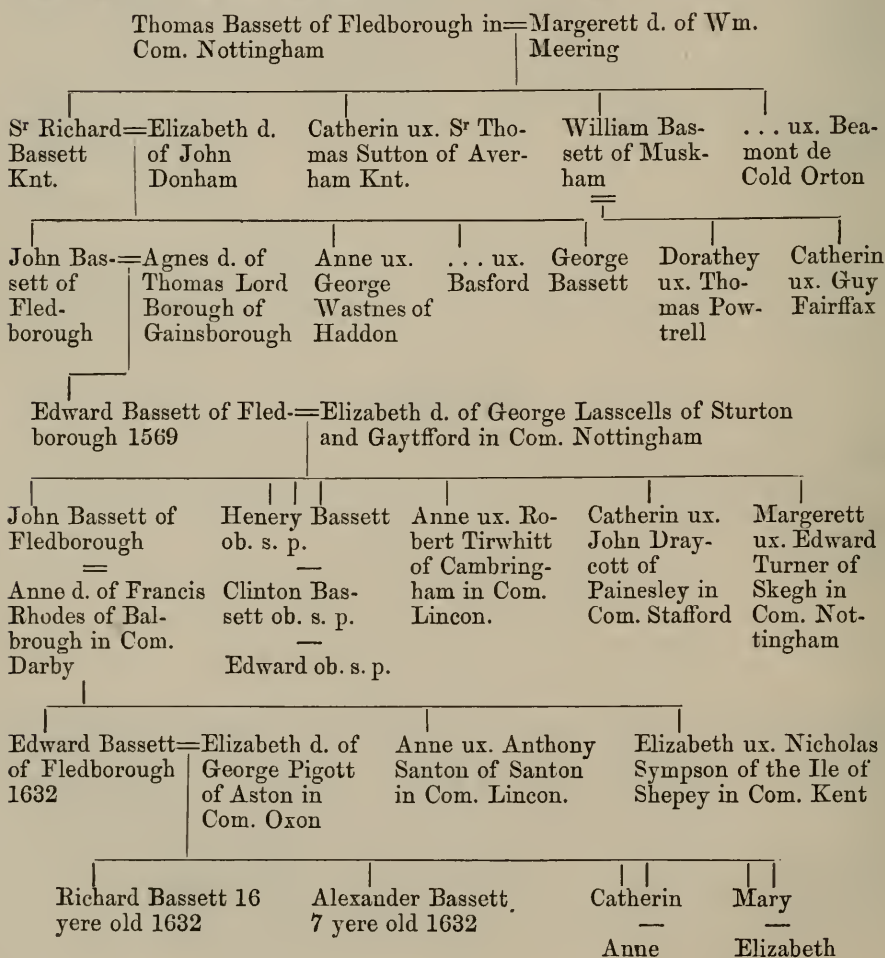 Thomas Bassett of Fledborough in=Margerett d. of Wm.
Com. Nottingham
Meering
Sr Richard=Elizabeth d.
Bassett of John
Knt. Donham
Catherin ux. Sr Tho-
mas Sutton of Aver-
ham Knt.
William Bas-
sett of Musk-
ham
=
. . . ux. Bea-
mont de
Cold Orton
John Bas-=Agnes d. of
sett of Thomas Lord
Fled- Borough of
borough Gainsborough
Anne ux.
George
Wastnes of
Haddon
. . . ux.
Basford
George
Bassett
Dorathey
ux. Tho-
mas Pow-
trell
Catherin
ux. Guy
Fairffax
Edward Bassett of Fled-=Elizabeth d. of George Lasscells of Sturton
borough 1569 and Gaytfford in Com. Nottingham
John Bassett of
Fledborough
=
Anne d. of Francis
Rhodes of Bal-
brough in Com.
Darby
Henery Bassett
ob. s. p.
—
Clinton Bas-
sett ob. s. p.
—
Edward ob. s. p.
Anne ux. Ro-
bert Tirwhitt
of Cambring-
ham in Com.
Lincon.
Catherin ux.
John Dray-
cott of
Painesley in
Com. Stafford
Margerett
ux. Edward
Turner of
Skegh in
Com. Not-
tingham
Edward Bassett=Elizabeth d. of
of Fledborough George Pigott
1632 of Aston in
Com. Oxon
Anne ux. Anthony
Santon of Santon
in Com. Lincon.
Elizabeth ux. Nicholas
Sympson of the Ile of
Shepey in Com. Kent
Richard Bassett 16
yere old 1632
Alexander Bassett
7 yere old 1632
Catherin
—
Anne
Mary
—
Elizabeth